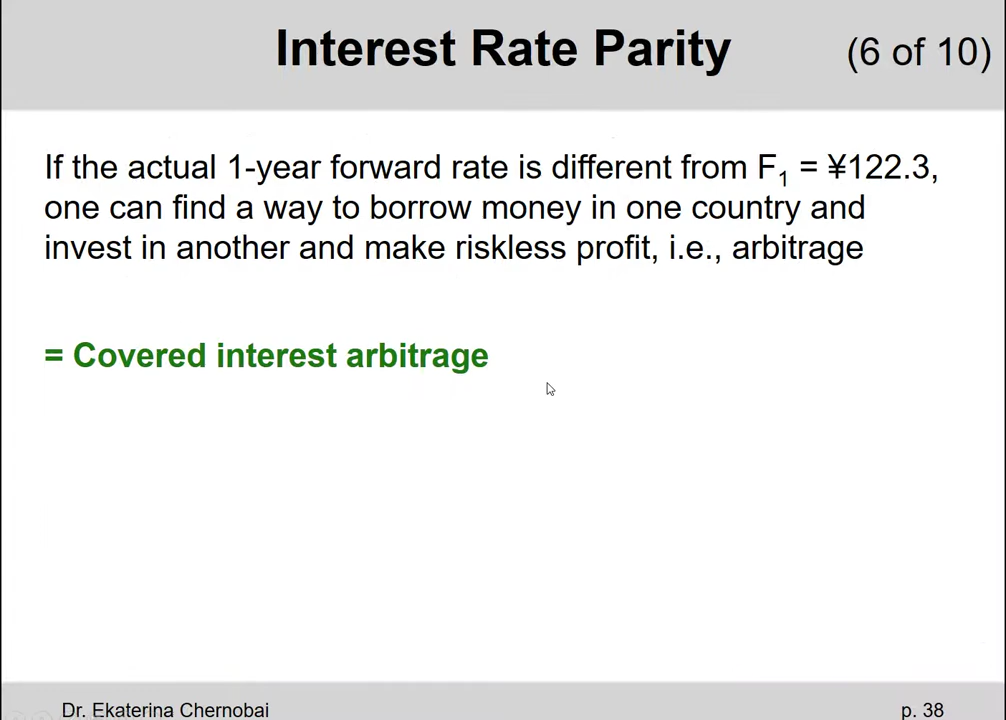 Interest Rate Parity (6 of 10)
If the actual 1-year forward rate is different from F₁ = ¥122.3,
one can find a way to borrow money in one country and
invest in another and make riskless profit, i.e., arbitrage
= Covered interest arbitrage
Dr. Ekaterina Chernobai p. 38